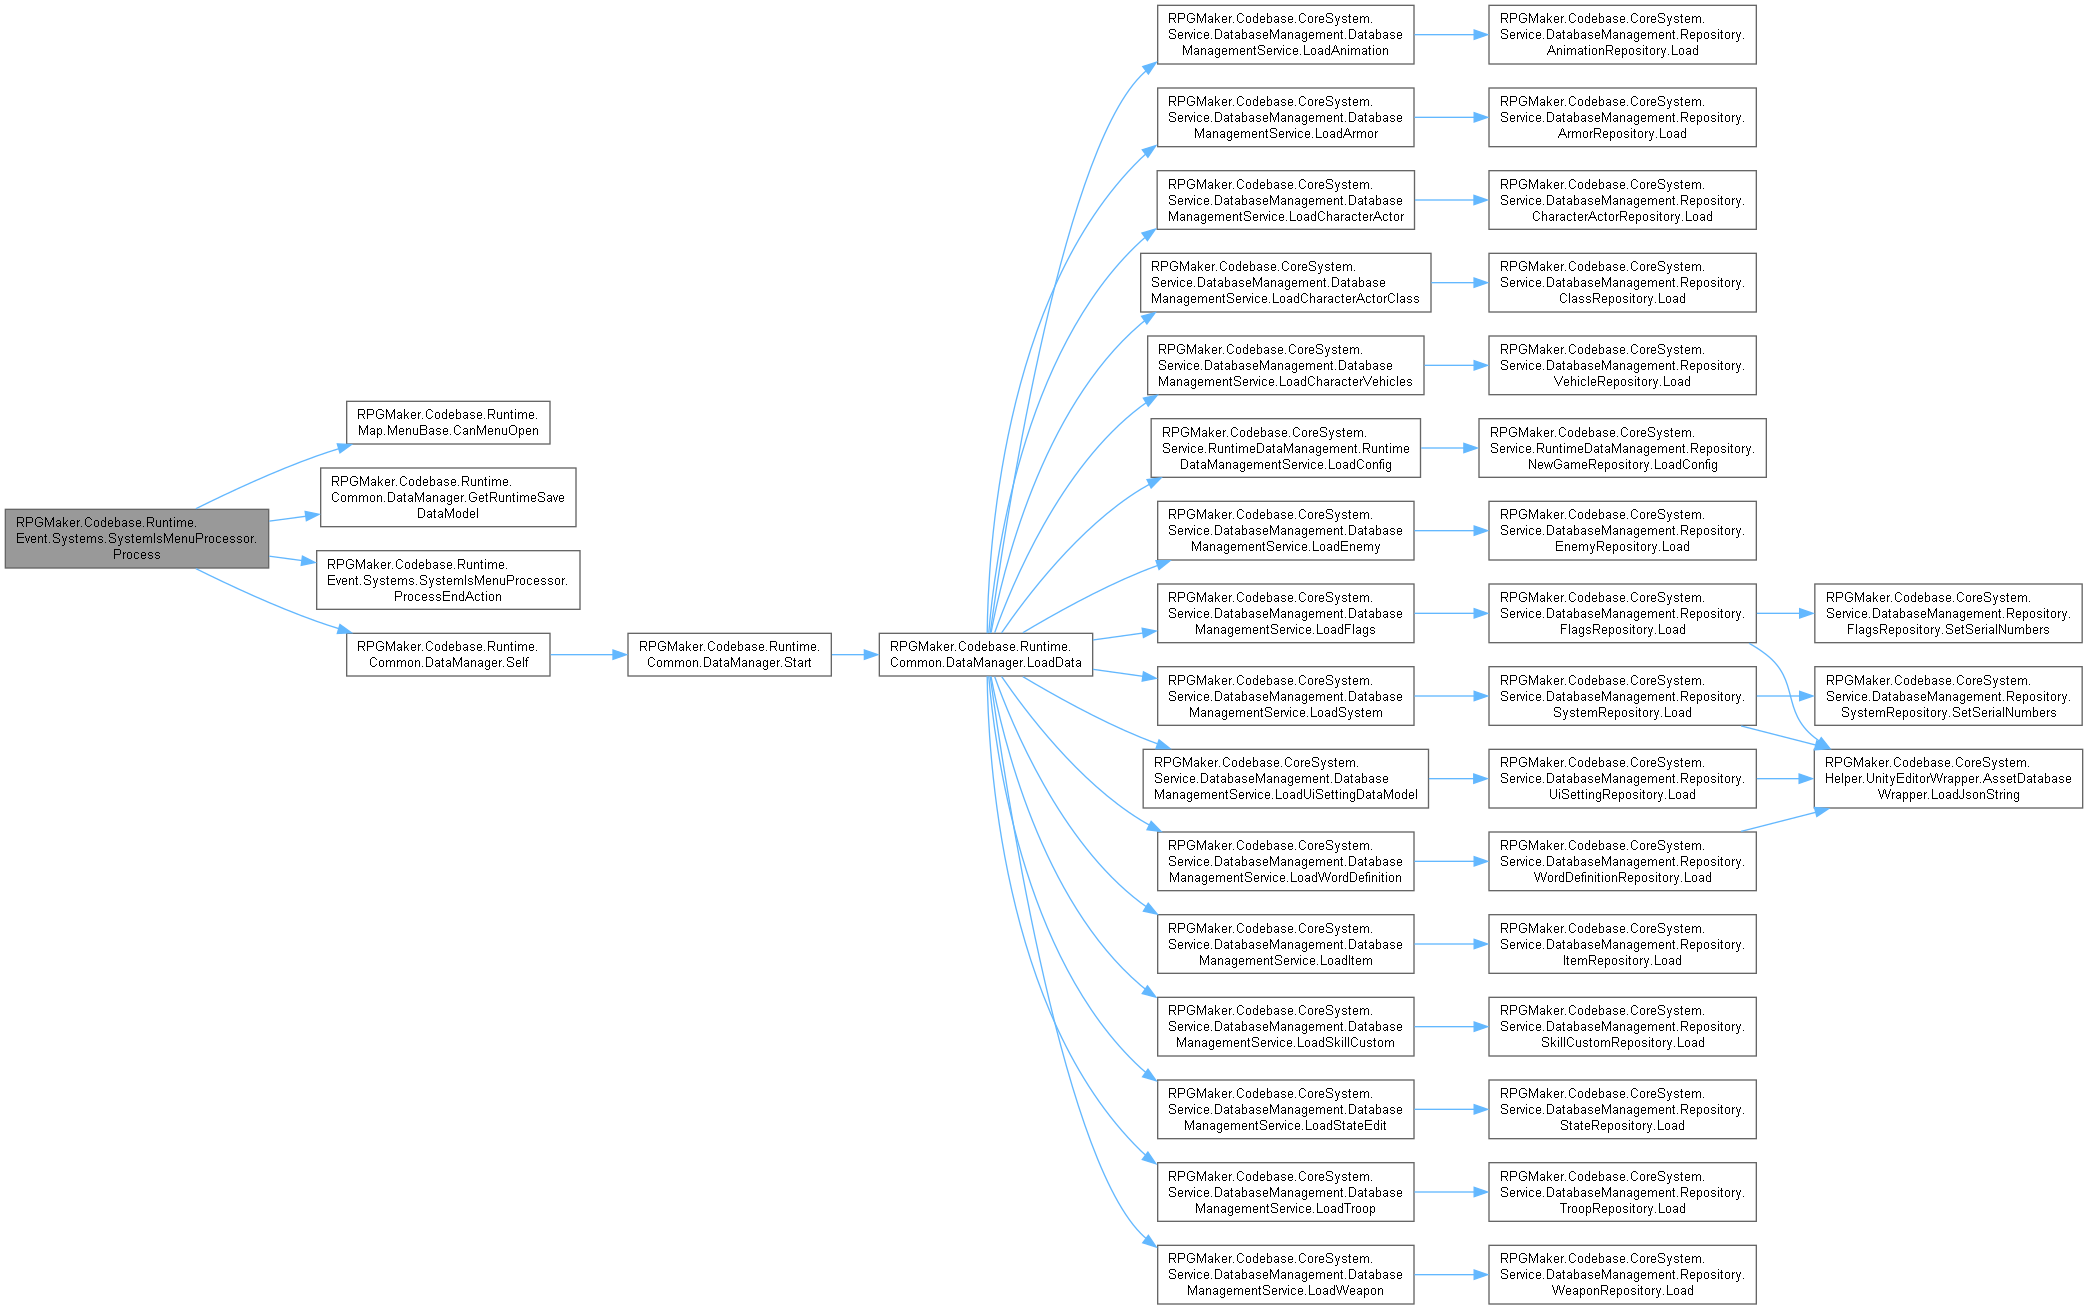 RPGMaker.Codebase.Runtime.
Event.Systems.SystemIsMenuProcessor.
Process
RPGMaker.Codebase.Runtime.
Map.MenuBase.CanMenuOpen
RPGMaker.Codebase.Runtime.
Common.DataManager.GetRuntimeSave
DataModel
RPGMaker.Codebase.Runtime.
Event.Systems.SystemIsMenuProcessor.
ProcessEndAction
RPGMaker.Codebase.Runtime.
Common.DataManager.Self
RPGMaker.Codebase.Runtime.
Common.DataManager.Start
RPGMaker.Codebase.Runtime.
Common.DataManager.LoadData
RPGMaker.Codebase.CoreSystem.
Service.DatabaseManagement.Database
ManagementService.LoadAnimation
RPGMaker.Codebase.CoreSystem.
Service.DatabaseManagement.Repository.
AnimationRepository.Load
RPGMaker.Codebase.CoreSystem.
Service.DatabaseManagement.Database
ManagementService.LoadArmor
RPGMaker.Codebase.CoreSystem.
Service.DatabaseManagement.Repository.
ArmorRepository.Load
RPGMaker.Codebase.CoreSystem.
Service.DatabaseManagement.Database
ManagementService.LoadCharacterActor
RPGMaker.Codebase.CoreSystem.
Service.DatabaseManagement.Repository.
CharacterActorRepository.Load
RPGMaker.Codebase.CoreSystem.
Service.DatabaseManagement.Database
ManagementService.LoadCharacterActorClass
RPGMaker.Codebase.CoreSystem.
Service.DatabaseManagement.Repository.
ClassRepository.Load
RPGMaker.Codebase.CoreSystem.
Service.DatabaseManagement.Database
ManagementService.LoadCharacterVehicles
RPGMaker.Codebase.CoreSystem.
Service.DatabaseManagement.Repository.
VehicleRepository.Load
RPGMaker.Codebase.CoreSystem.
Service.RuntimeDataManagement.Runtime
DataManagementService.LoadConfig
RPGMaker.Codebase.CoreSystem.
Service.RuntimeDataManagement.Repository.
NewGameRepository.LoadConfig
RPGMaker.Codebase.CoreSystem.
Service.DatabaseManagement.Database
ManagementService.LoadEnemy
RPGMaker.Codebase.CoreSystem.
Service.DatabaseManagement.Repository.
EnemyRepository.Load
RPGMaker.Codebase.CoreSystem.
Service.DatabaseManagement.Database
ManagementService.LoadFlags
RPGMaker.Codebase.CoreSystem.
Service.DatabaseManagement.Repository.
FlagsRepository.Load
RPGMaker.Codebase.CoreSystem.
Service.DatabaseManagement.Repository.
FlagsRepository.SetSerialNumbers
RPGMaker.Codebase.CoreSystem.
Service.DatabaseManagement.Database
ManagementService.LoadSystem
RPGMaker.Codebase.CoreSystem.
Service.DatabaseManagement.Repository.
SystemRepository.Load
RPGMaker.Codebase.CoreSystem.
Service.DatabaseManagement.Repository.
SystemRepository.SetSerialNumbers
RPGMaker.Codebase.CoreSystem.
Service.DatabaseManagement.Database
ManagementService.LoadUiSettingDataModel
RPGMaker.Codebase.CoreSystem.
Service.DatabaseManagement.Repository.
UiSettingRepository.Load
RPGMaker.Codebase.CoreSystem.
Helper.UnityEditorWrapper.AssetDatabase
Wrapper.LoadJsonString
RPGMaker.Codebase.CoreSystem.
Service.DatabaseManagement.Database
ManagementService.LoadWordDefinition
RPGMaker.Codebase.CoreSystem.
Service.DatabaseManagement.Repository.
WordDefinitionRepository.Load
RPGMaker.Codebase.CoreSystem.
Service.DatabaseManagement.Database
ManagementService.LoadItem
RPGMaker.Codebase.CoreSystem.
Service.DatabaseManagement.Repository.
ItemRepository.Load
RPGMaker.Codebase.CoreSystem.
Service.DatabaseManagement.Database
ManagementService.LoadSkillCustom
RPGMaker.Codebase.CoreSystem.
Service.DatabaseManagement.Repository.
SkillCustomRepository.Load
RPGMaker.Codebase.CoreSystem.
Service.DatabaseManagement.Database
ManagementService.LoadStateEdit
RPGMaker.Codebase.CoreSystem.
Service.DatabaseManagement.Repository.
StateRepository.Load
RPGMaker.Codebase.CoreSystem.
Service.DatabaseManagement.Database
ManagementService.LoadTroop
RPGMaker.Codebase.CoreSystem.
Service.DatabaseManagement.Repository.
TroopRepository.Load
RPGMaker.Codebase.CoreSystem.
Service.DatabaseManagement.Database
ManagementService.LoadWeapon
RPGMaker.Codebase.CoreSystem.
Service.DatabaseManagement.Repository.
WeaponRepository.Load